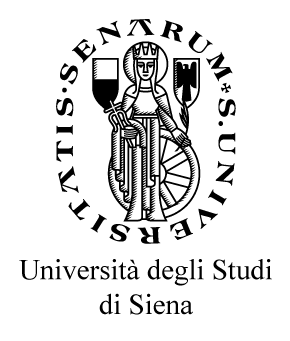 S·UNIVERSITATIS·SENARUM✢
Università degli Studi
di Siena